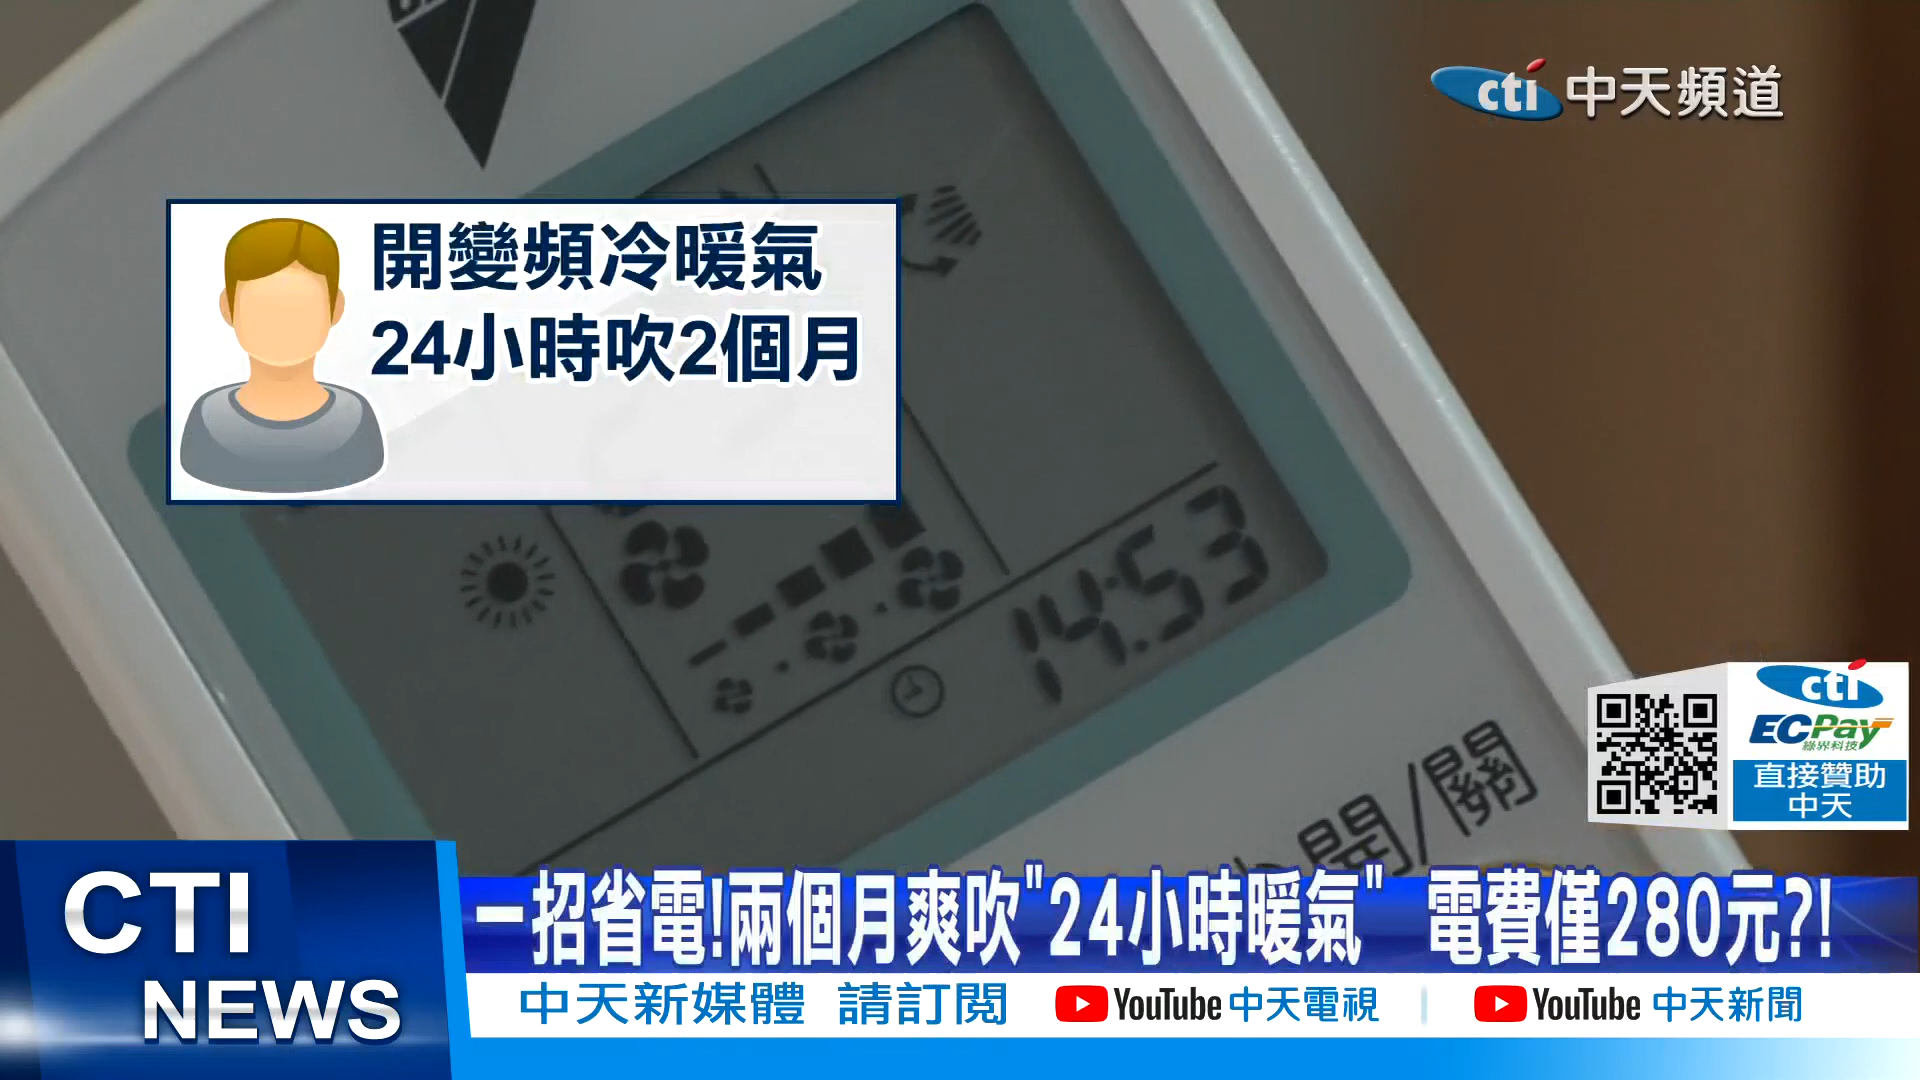 cti 中天頻道
開變頻冷暖氣
24小時吹2個月
14:53
開/關
cti
ECPay
綠界科技
直接贊助
中天
CTI
NEWS
一招省電!兩個月爽吹"24小時暖氣" 電費僅280元?!
中天新媒體 請訂閱 YouTube 中天電視 | YouTube 中天新聞